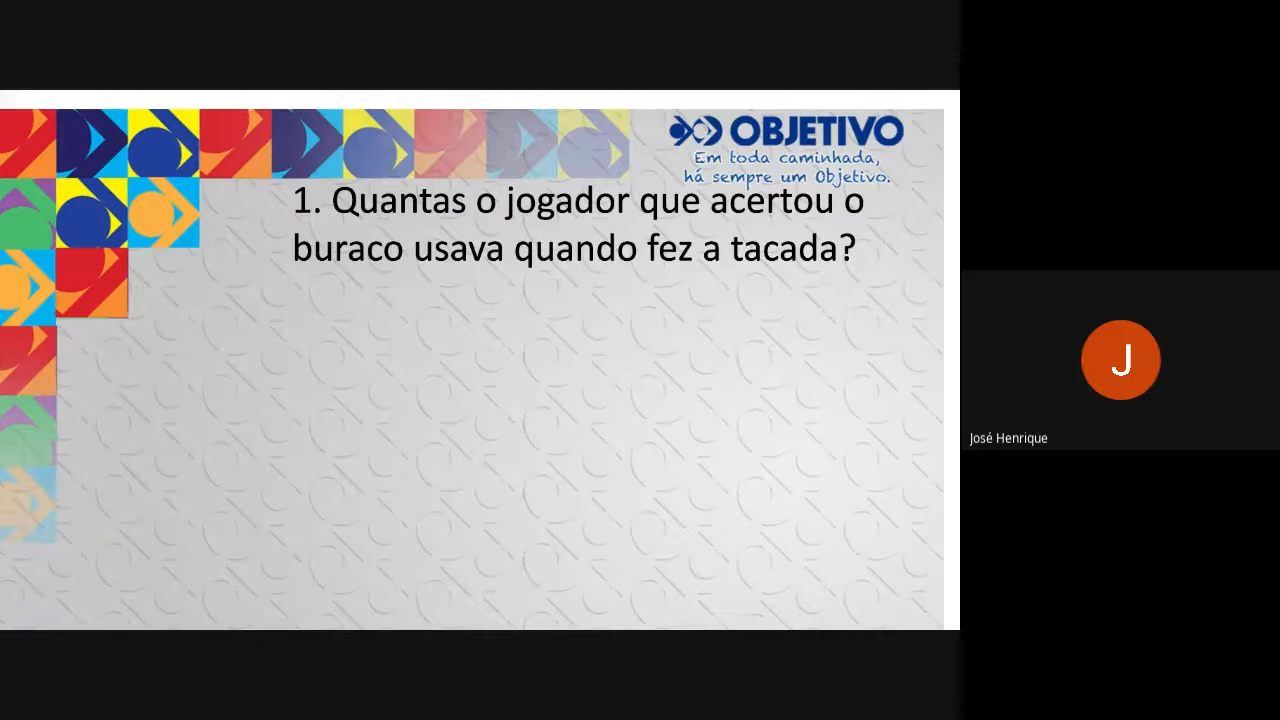 OBJETIVO
Em toda caminhada,
há sempre um Objetivo.
1. Quantas o jogador que acertou o
buraco usava quando fez a tacada?
J
José Henrique